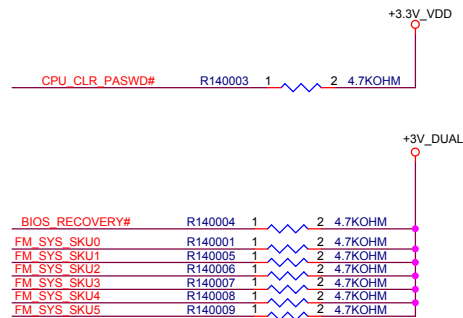 +3.3V_VDD
CPU_CLR_PASWD# R140003 1 2 4.7KOHM
+3V_DUAL
BIOS_RECOVERY# R140004 1 2 4.7KOHM
FM_SYS_SKU0 R140001 1 2 4.7KOHM
FM_SYS_SKU1 R140005 1 2 4.7KOHM
FM_SYS_SKU2 R140006 1 2 4.7KOHM
FM_SYS_SKU3 R140007 1 2 4.7KOHM
FM_SYS_SKU4 R140008 1 2 4.7KOHM
FM_SYS_SKU5 R140009 1 2 4.7KOHM